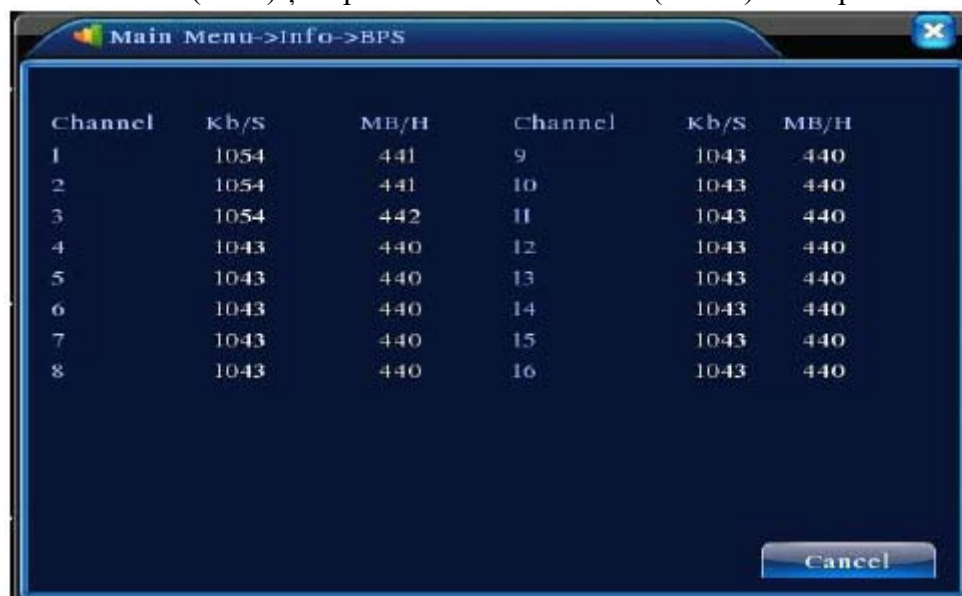 Main Menu->Info->BPS
Channel Kb/S MB/H Channel Kb/S MB/H
1 1054 441 9 1043 440
2 1054 441 10 1043 440
3 1054 442 11 1043 440
4 1043 440 12 1043 440
5 1043 440 13 1043 440
6 1043 440 14 1043 440
7 1043 440 15 1043 440
8 1043 440 16 1043 440
Cancel